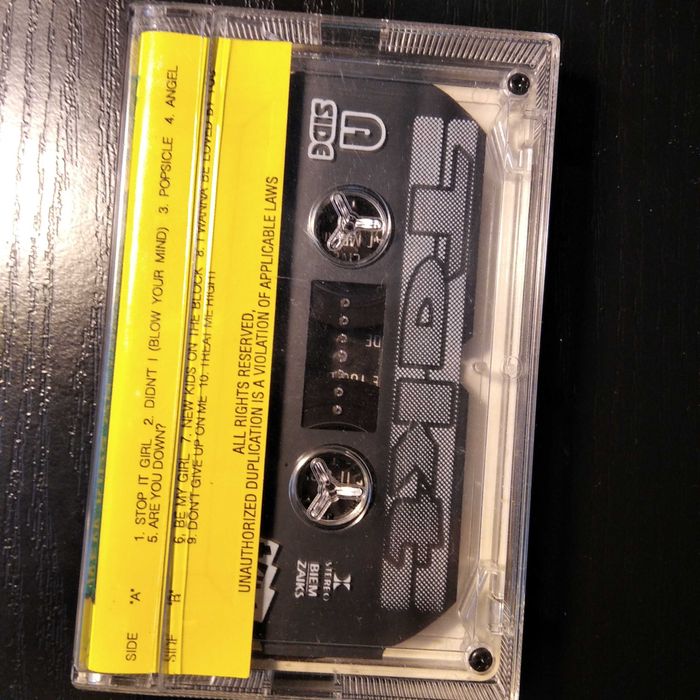 SIDE "A" 1. STOP IT GIRL 2. DIDN'T I (BLOW YOUR MIND) 3. POPSICLE 4. ANGEL
5. ARE YOU DOWN?
SIDE "B" 6. BE MY GIRL 7. NEW KIDS ON THE BLOCK 8. I WANNA BE LOVED BY YOU
9. DON'T GIVE UP ON ME 10. TREAT ME RIGHT
ALL RIGHTS RESERVED,
UNAUTHORIZED DUPLICATION IS A VIOLATION OF APPLICABLE LAWS
SIDE
STEREO
BIEM
ZAIKS
Takt